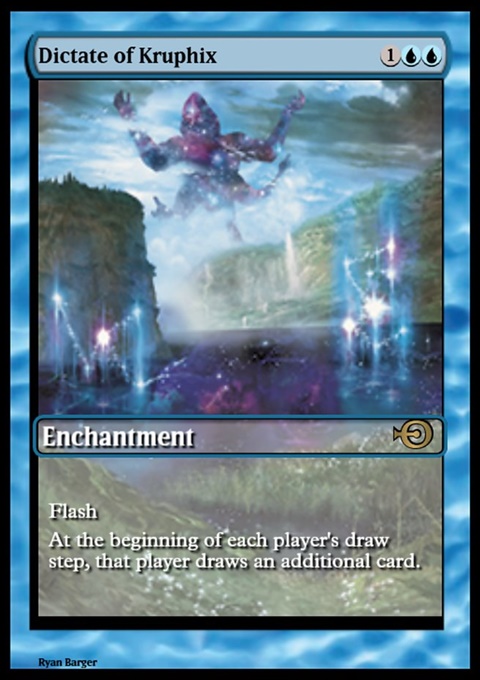 Dictate of Kruphix 1
Enchantment
Flash
At the beginning of each player's draw
step, that player draws an additional card.
Ryan Barger